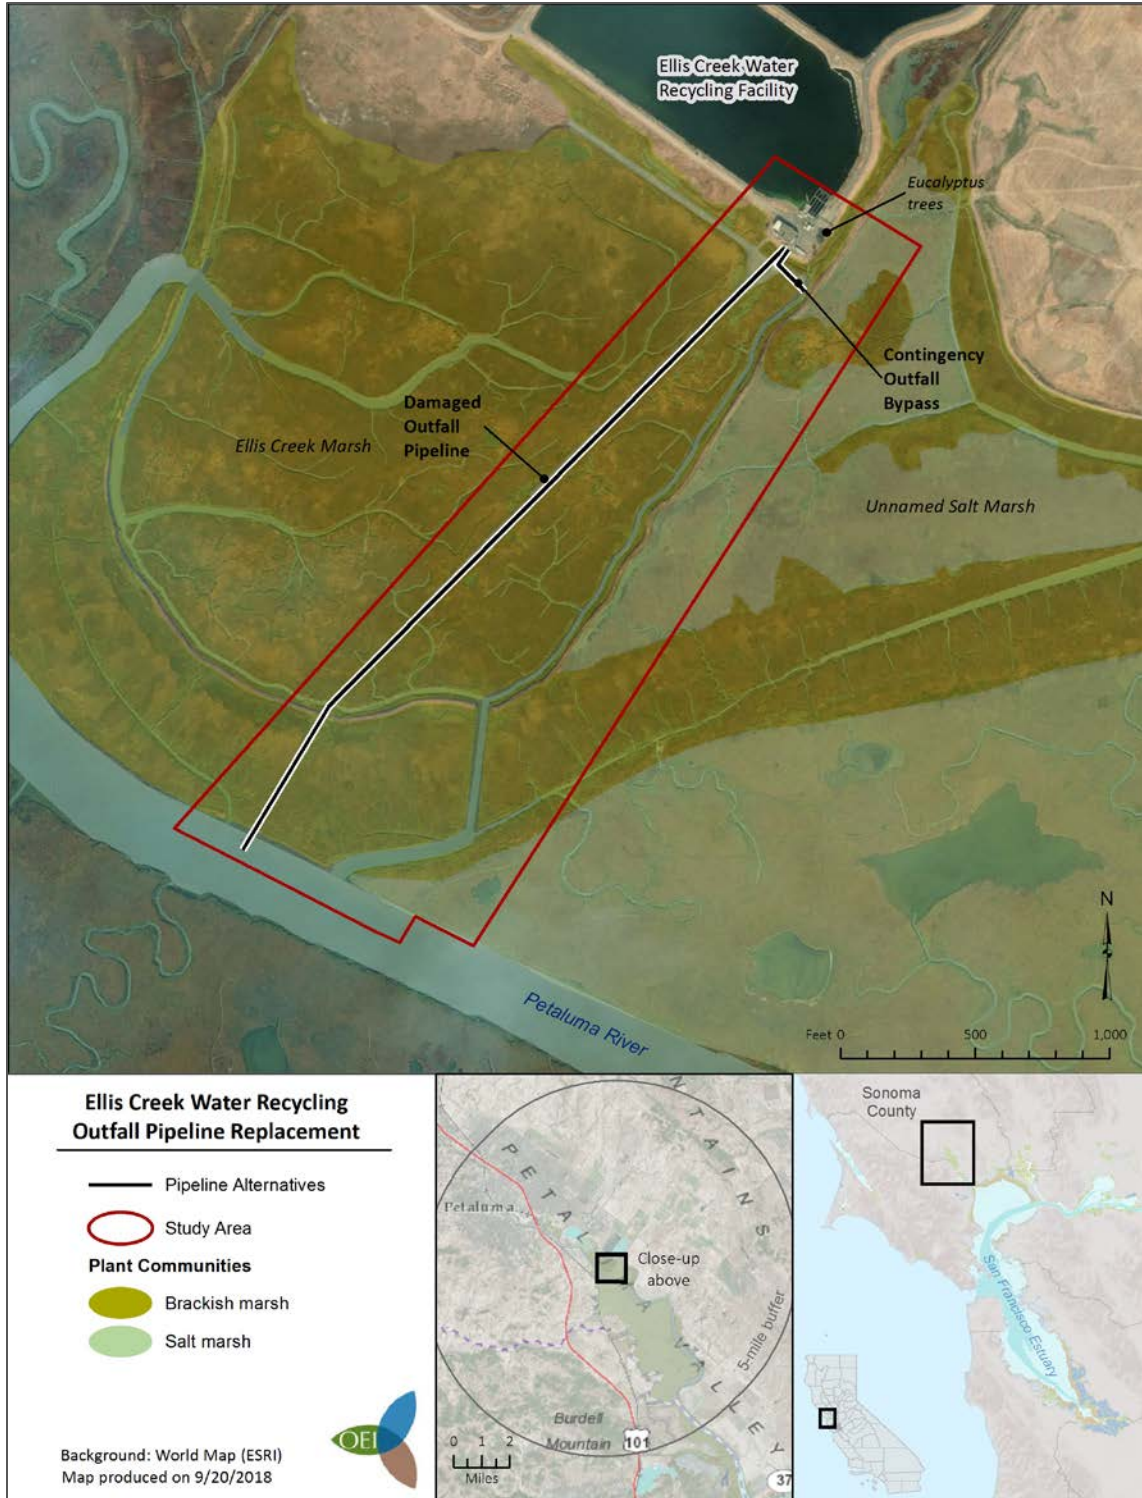 Ellis Creek Water
Recycling Facility
Eucalyptus
trees
Contingency
Outfall
Bypass
Damaged
Outfall
Pipeline
Ellis Creek Marsh
Unnamed Salt Marsh
N
Feet 0 500 1,000
Petaluma River
Ellis Creek Water Recycling
Outfall Pipeline Replacement
Pipeline Alternatives
Study Area
Plant Communities
Brackish marsh
Salt marsh
OEI
Background: World Map (ESRI)
Map produced on 9/20/2018
N T A I N S
P E T A L U M A V A L L E Y
Petaluma
Close-up
above
5-mile buffer
Burdell
Mountain
101
0 1 2
Miles
37
Sonoma
County
San Francisco Estuary